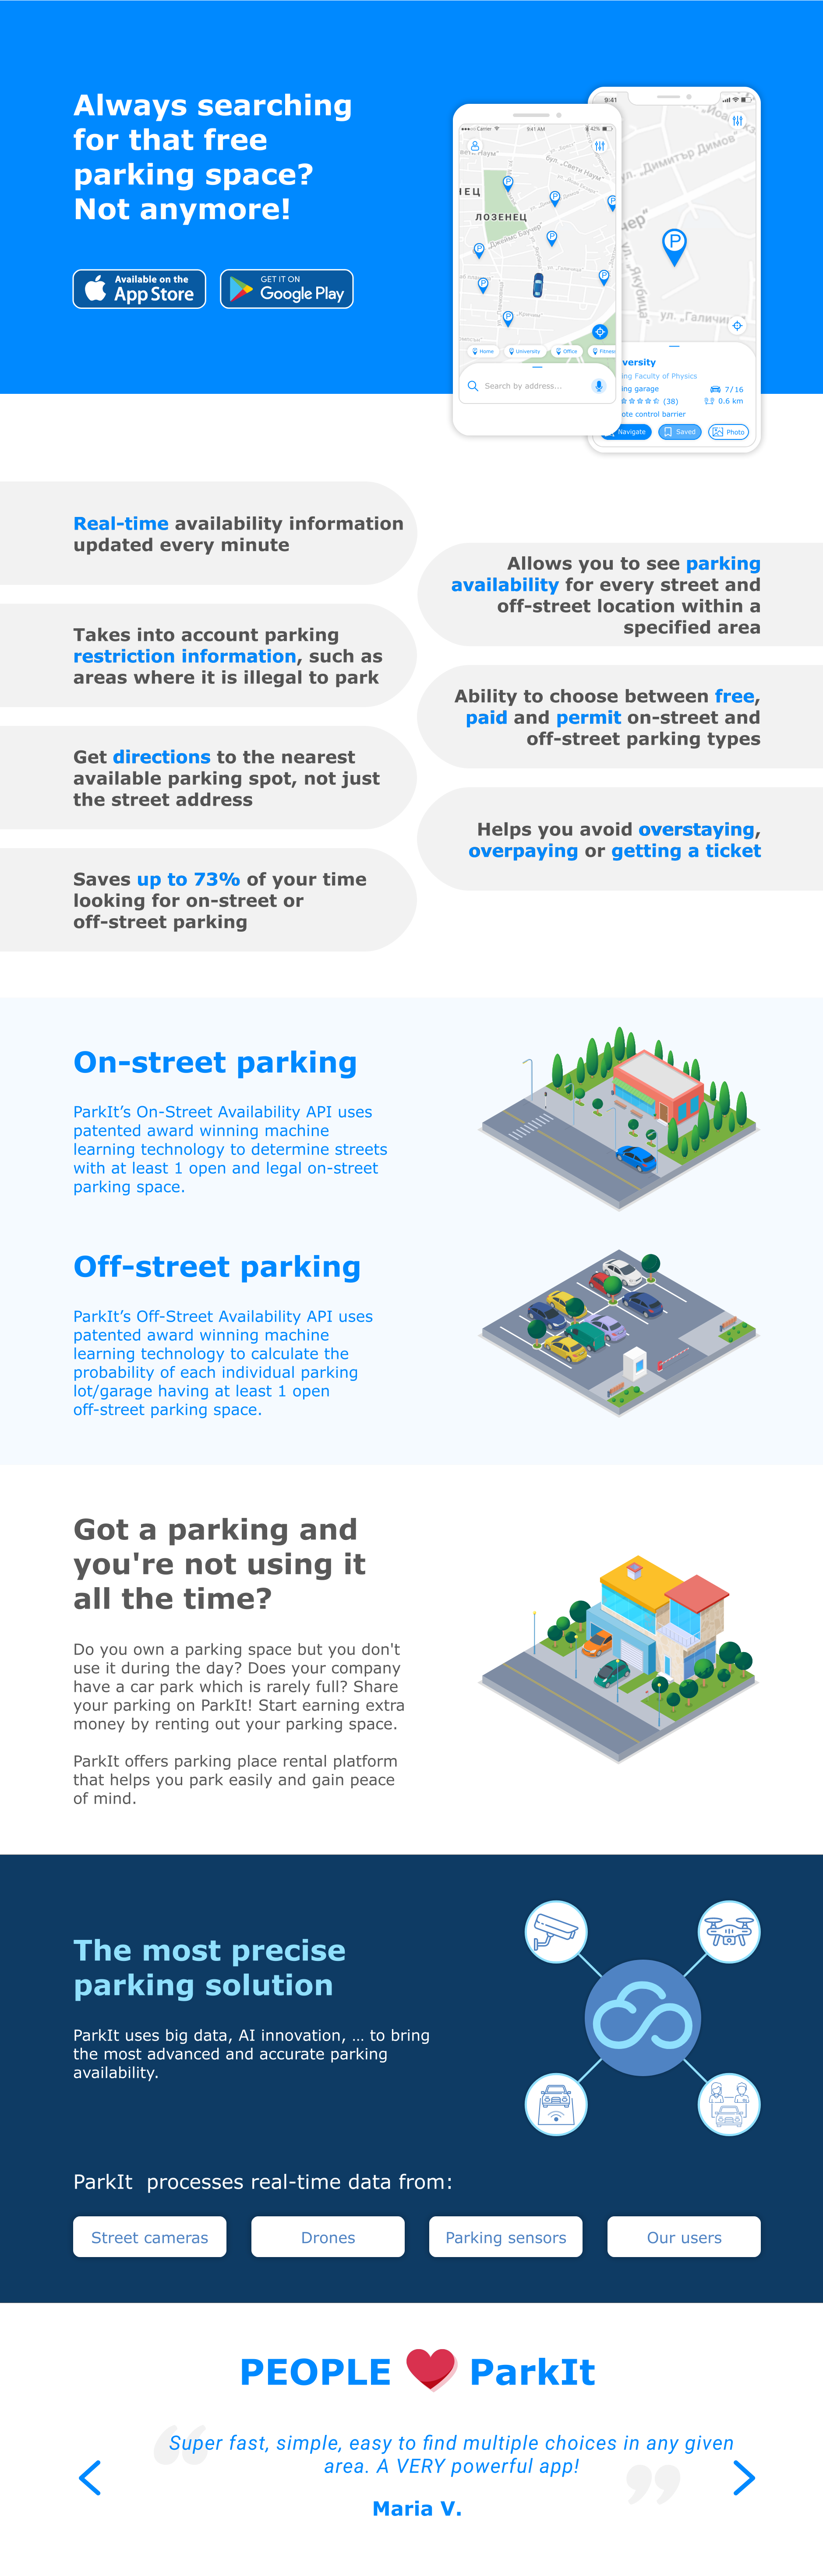 Always searching
for that free
parking space?
Not anymore!
Available on the
App Store
GET IT ON
Google Play
Carrier
9:41 AM
42%
бул. „Свети Наум"
ЛОЗЕНЕЦ
„Джеймс Баучер"
Home
University
Office
Fitness
Search by address...
9:41
ул. „Димитър Димов"
ул. „Якубица"
ул. „Галичи
versity
ng Faculty of Physics
ing garage
7/16
(38)
0.6 km
ote control barrier
Navigate
Saved
Photo
Real-time availability information
updated every minute
Allows you to see parking
availability for every street and
off-street location within a
specified area
Takes into account parking
restriction information, such as
areas where it is illegal to park
Ability to choose between free,
paid and permit on-street and
off-street parking types
Get directions to the nearest
available parking spot, not just
the street address
Helps you avoid overstaying,
overpaying or getting a ticket
Saves up to 73% of your time
looking for on-street or
off-street parking
On-street parking
ParkIt’s On-Street Availability API uses
patented award winning machine
learning technology to determine streets
with at least 1 open and legal on-street
parking space.
Off-street parking
ParkIt’s Off-Street Availability API uses
patented award winning machine
learning technology to calculate the
probability of each individual parking
lot/garage having at least 1 open
off-street parking space.
Got a parking and
you're not using it
all the time?
Do you own a parking space but you don't
use it during the day? Does your company
have a car park which is rarely full? Share
your parking on ParkIt! Start earning extra
money by renting out your parking space.
ParkIt offers parking place rental platform
that helps you park easily and gain peace
of mind.
The most precise
parking solution
ParkIt uses big data, AI innovation, ... to bring
the most advanced and accurate parking
availability.
ParkIt processes real-time data from:
Street cameras
Drones
Parking sensors
Our users
PEOPLE ParkIt
“Super fast, simple, easy to find multiple choices in any given
area. A VERY powerful app!”
Maria V.